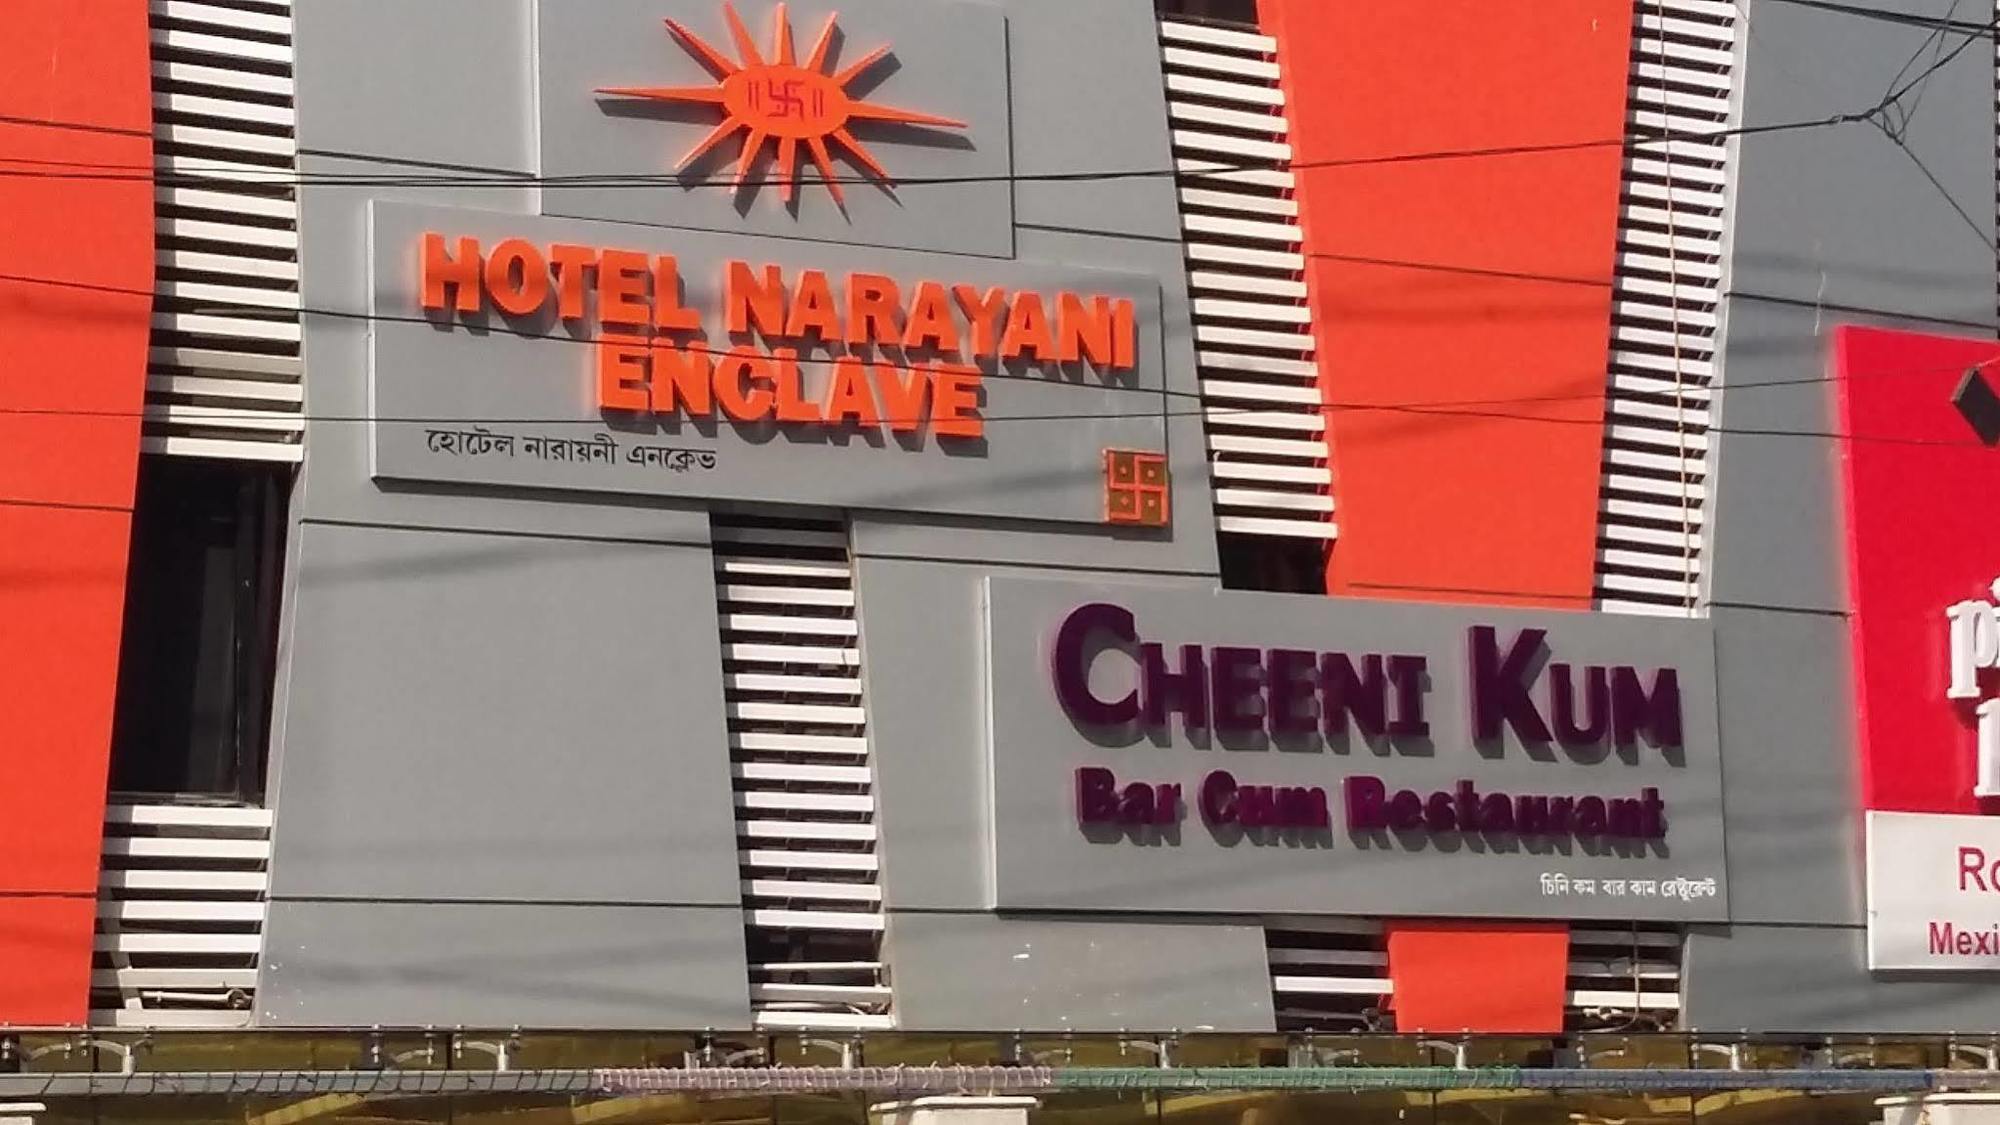 HOTEL NARAYANI
ENCLAVE
হোটেল নারায়নী এনক্লেভ
CHEENI KUM
Bar Cum Restaurant
চিনি কম বার কাম রেস্টুরেন্ট